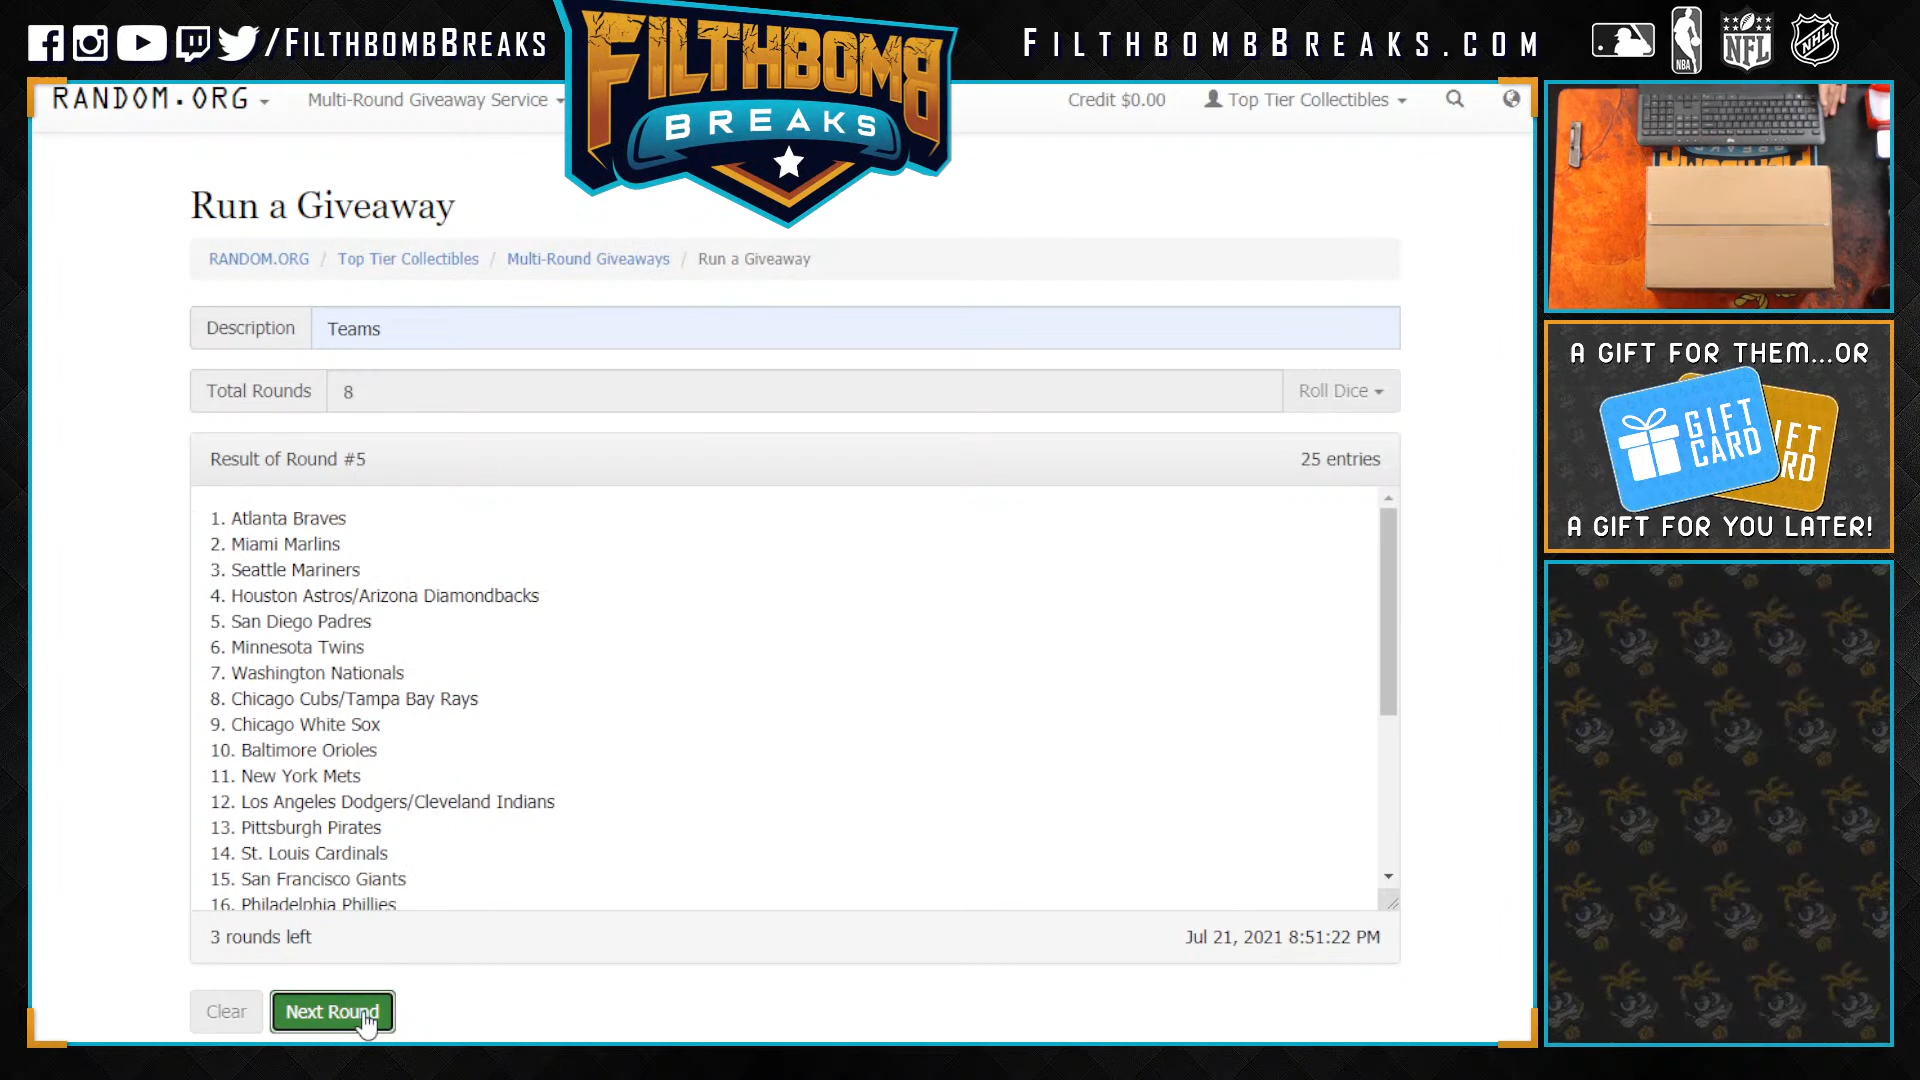 /FilthbombBreaks
FILTHBOMB
BREAKS
FilthbombBreaks.com
NBA
NFL
NHL
RANDOM.ORG
Multi-Round Giveaway Service
Credit $0.00
Top Tier Collectibles
Run a Giveaway
RANDOM.ORG / Top Tier Collectibles / Multi-Round Giveaways / Run a Giveaway
Description
Teams
Total Rounds
8
Roll Dice
Result of Round #5
25 entries
1. Atlanta Braves
2. Miami Marlins
3. Seattle Mariners
4. Houston Astros/Arizona Diamondbacks
5. San Diego Padres
6. Minnesota Twins
7. Washington Nationals
8. Chicago Cubs/Tampa Bay Rays
9. Chicago White Sox
10. Baltimore Orioles
11. New York Mets
12. Los Angeles Dodgers/Cleveland Indians
13. Pittsburgh Pirates
14. St. Louis Cardinals
15. San Francisco Giants
16. Philadelphia Phillies
3 rounds left
Jul 21, 2021 8:51:22 PM
Clear
Next Round
A GIFT FOR THEM...OR
GIFT
CARD
A GIFT FOR YOU LATER!